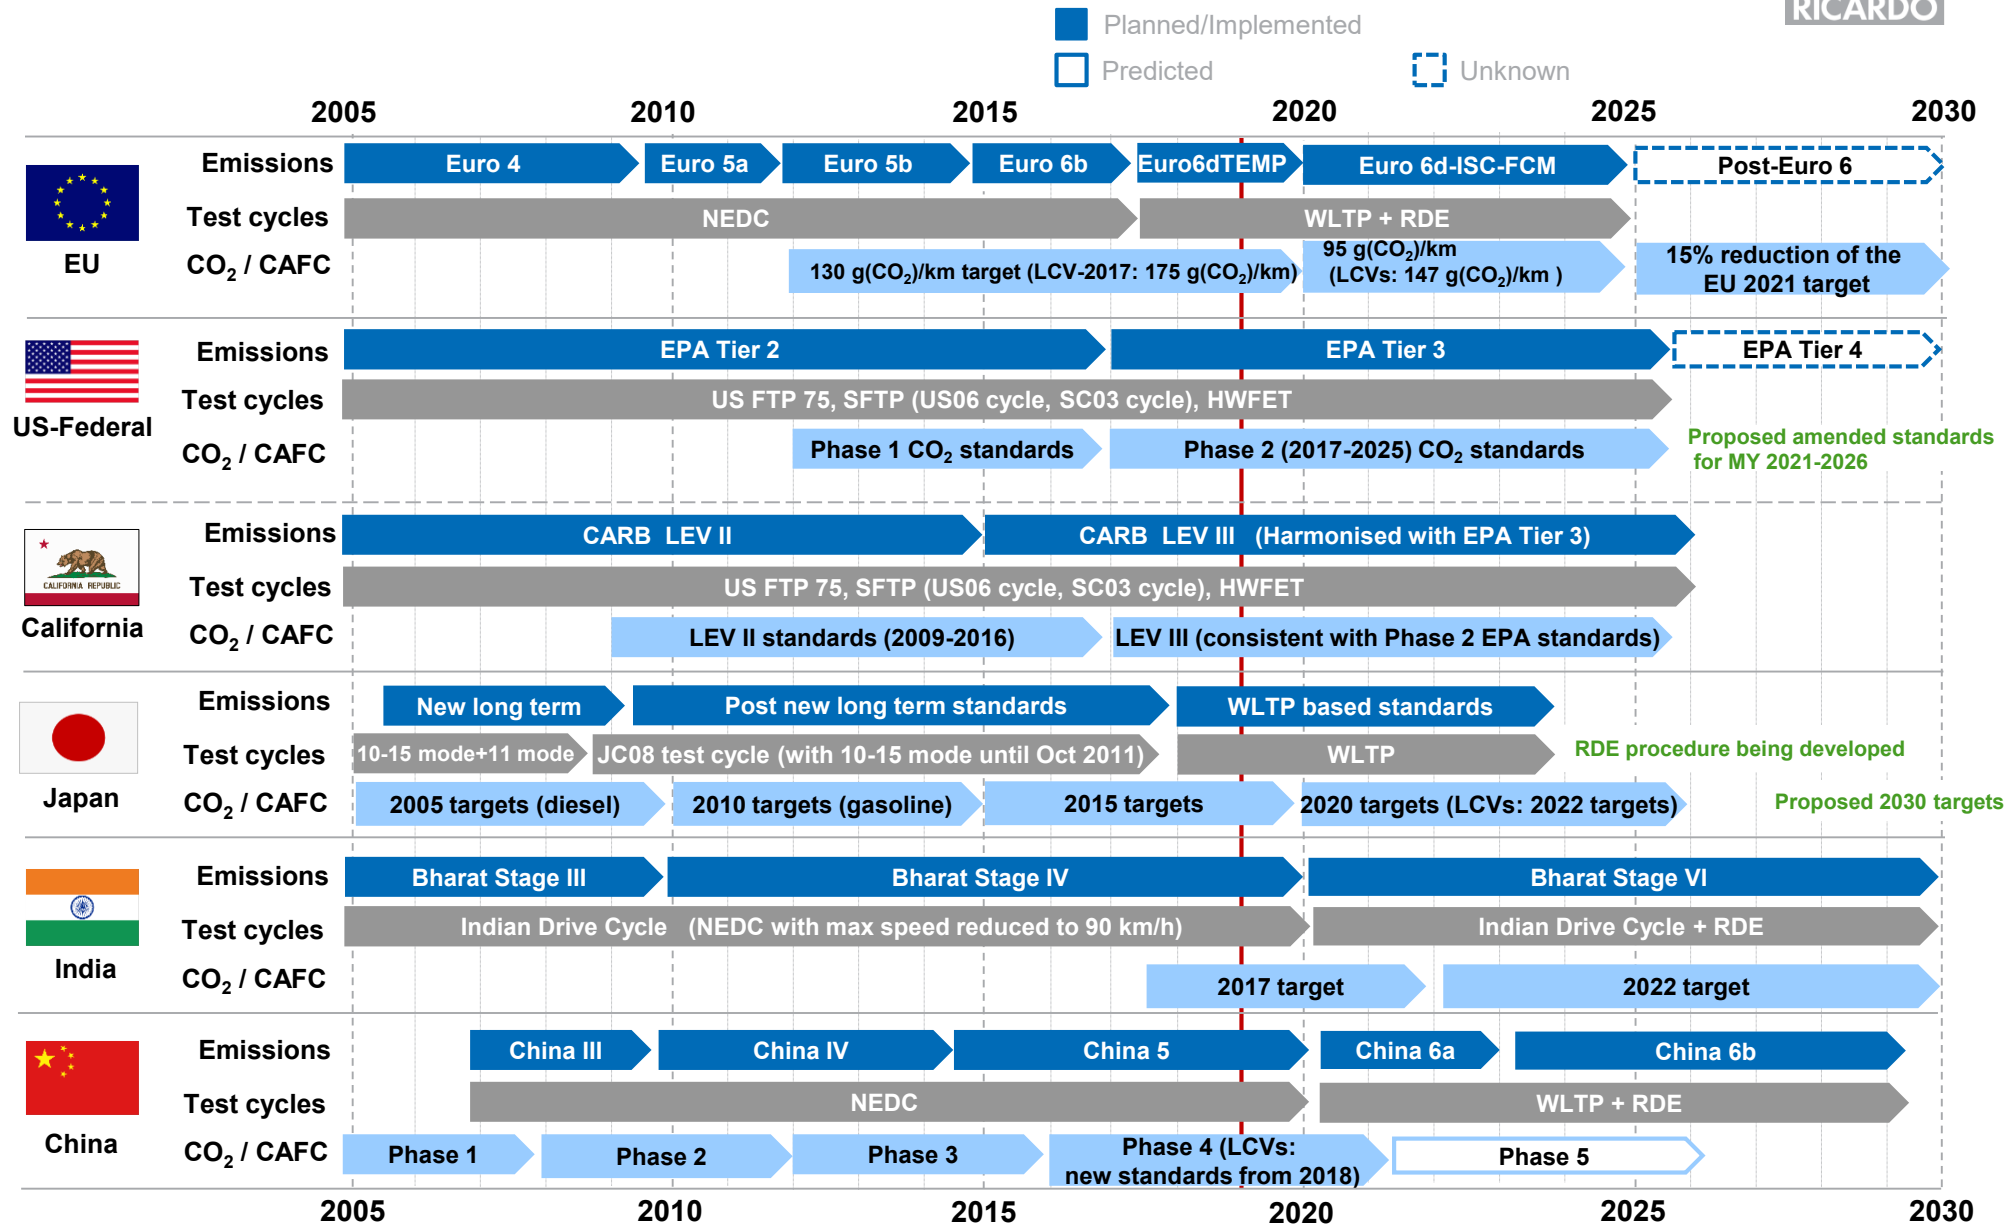 RICARDO
Planned/Implemented
Predicted
Unknown
2005 2010 2015 2020 2025 2030
Emissions Euro 4 Euro 5a Euro 5b Euro 6b Euro6dTEMP Euro 6d-ISC-FCM Post-Euro 6
Test cycles NEDC WLTP + RDE
EU
CO₂ / CAFC 130 g(CO₂)/km target (LCV-2017: 175 g(CO₂)/km)
95 g(CO₂)/km
(LCVs: 147 g(CO₂)/km )
15% reduction of the
EU 2021 target
Emissions EPA Tier 2 EPA Tier 3 EPA Tier 4
Test cycles US FTP 75, SFTP (US06 cycle, SC03 cycle), HWFET
US-Federal
CO₂ / CAFC Phase 1 CO₂ standards Phase 2 (2017-2025) CO₂ standards
Proposed amended standards
for MY 2021-2026
Emissions CARB LEV II CARB LEV III (Harmonised with EPA Tier 3)
CALIFORNIA REPUBLIC
Test cycles US FTP 75, SFTP (US06 cycle, SC03 cycle), HWFET
California
CO₂ / CAFC LEV II standards (2009-2016) LEV III (consistent with Phase 2 EPA standards)
Emissions New long term Post new long term standards WLTP based standards
Test cycles 10-15 mode+11 mode JC08 test cycle (with 10-15 mode until Oct 2011) WLTP RDE procedure being developed
Japan
CO₂ / CAFC 2005 targets (diesel) 2010 targets (gasoline) 2015 targets 2020 targets (LCVs: 2022 targets) Proposed 2030 targets
Emissions Bharat Stage III Bharat Stage IV Bharat Stage VI
Test cycles Indian Drive Cycle (NEDC with max speed reduced to 90 km/h) Indian Drive Cycle + RDE
India
CO₂ / CAFC 2017 target 2022 target
Emissions China III China IV China 5 China 6a China 6b
Test cycles NEDC WLTP + RDE
China
CO₂ / CAFC Phase 1 Phase 2 Phase 3
Phase 4 (LCVs:
new standards from 2018)
Phase 5
2005 2010 2015 2020 2025 2030